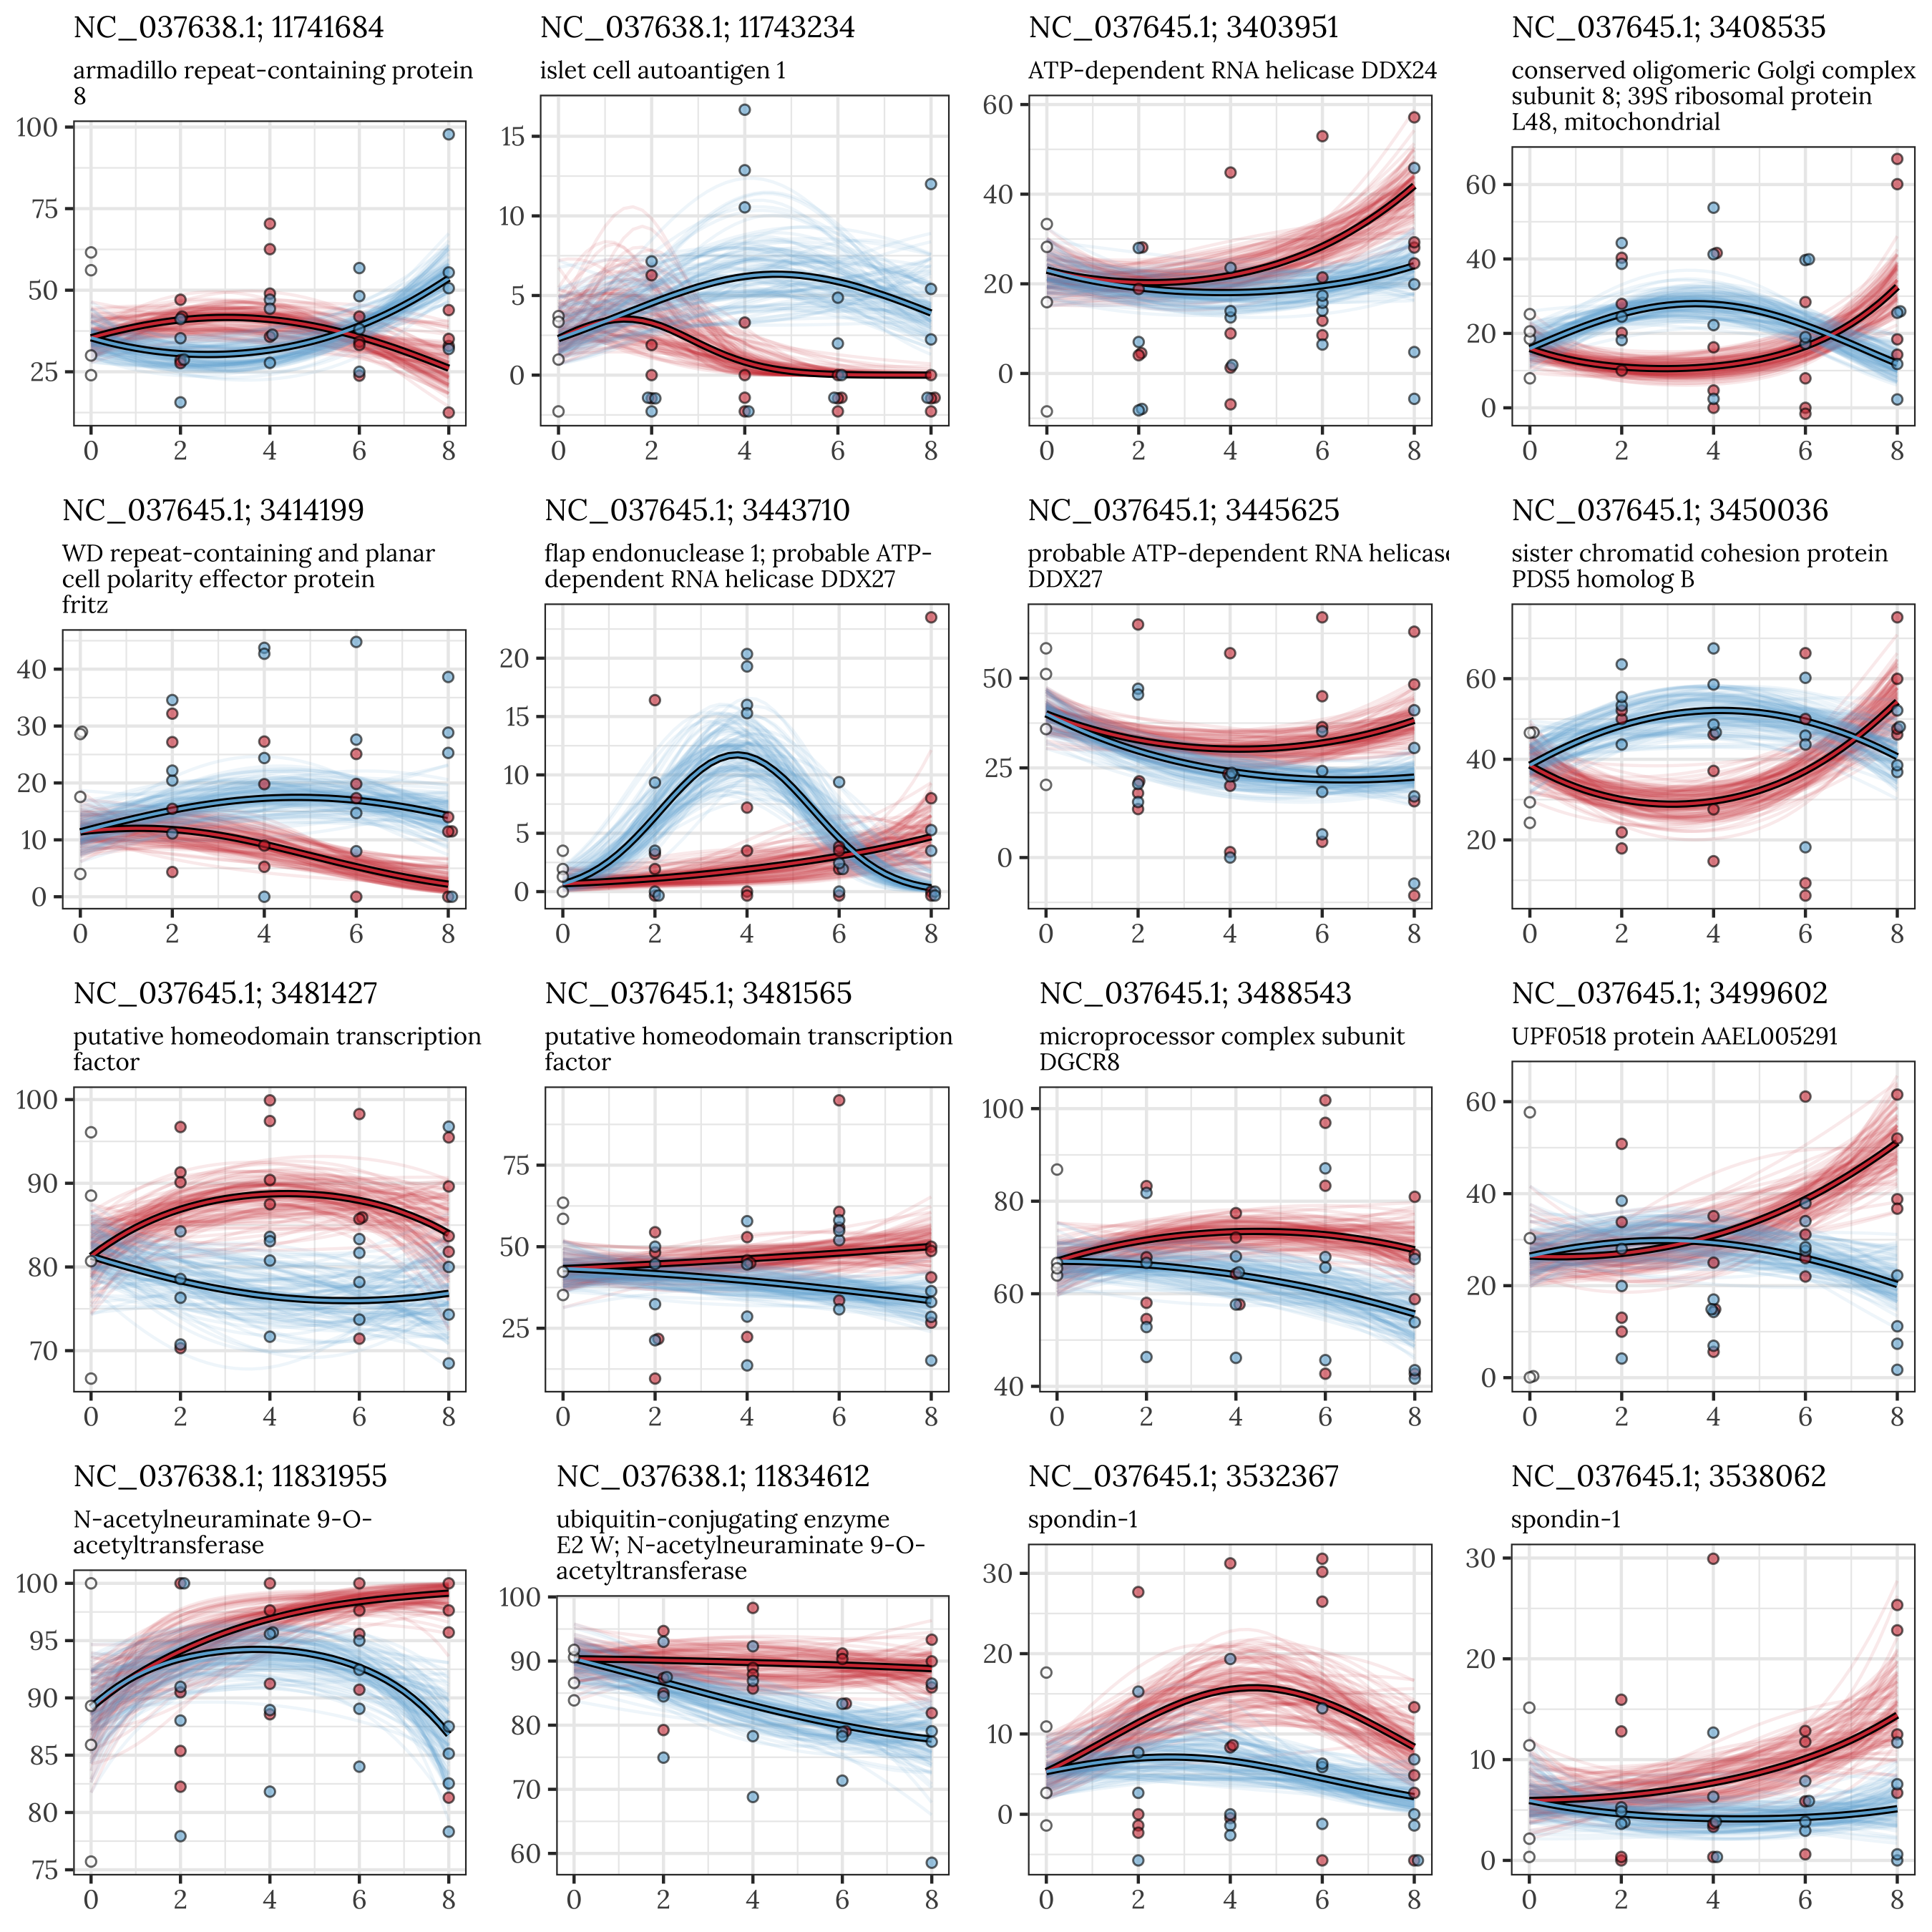 NC_037638.1; 11741684
armadillo repeat-containing protein
8
100
75
50
25
0 2 4 6 8
NC_037638.1; 11743234
islet cell autoantigen 1
15
10
5
0
0 2 4 6 8
NC_037645.1; 3403951
ATP-dependent RNA helicase DDX24
60
40
20
0
0 2 4 6 8
NC_037645.1; 3408535
conserved oligomeric Golgi complex
subunit 8; 39S ribosomal protein
L48, mitochondrial
60
40
20
0
0 2 4 6 8
NC_037645.1; 3414199
WD repeat-containing and planar
cell polarity effector protein
fritz
40
30
20
10
0
0 2 4 6 8
NC_037645.1; 3443710
flap endonuclease 1; probable ATP-
dependent RNA helicase DDX27
20
15
10
5
0
0 2 4 6 8
NC_037645.1; 3445625
probable ATP-dependent RNA helicase
DDX27
50
25
0
0 2 4 6 8
NC_037645.1; 3450036
sister chromatid cohesion protein
PDS5 homolog B
60
40
20
0 2 4 6 8
NC_037645.1; 3481427
putative homeodomain transcription
factor
100
90
80
70
0 2 4 6 8
NC_037645.1; 3481565
putative homeodomain transcription
factor
75
50
25
0 2 4 6 8
NC_037645.1; 3488543
microprocessor complex subunit
DGCR8
100
80
60
40
0 2 4 6 8
NC_037645.1; 3499602
UPF0518 protein AAEL005291
60
40
20
0
0 2 4 6 8
NC_037638.1; 11831955
N-acetylneuraminate 9-O-
acetyltransferase
100
95
90
85
80
75
0 2 4 6 8
NC_037638.1; 11834612
ubiquitin-conjugating enzyme
E2 W; N-acetylneuraminate 9-O-
acetyltransferase
100
90
80
70
60
0 2 4 6 8
NC_037645.1; 3532367
spondin-1
30
20
10
0
0 2 4 6 8
NC_037645.1; 3538062
spondin-1
30
20
10
0
0 2 4 6 8